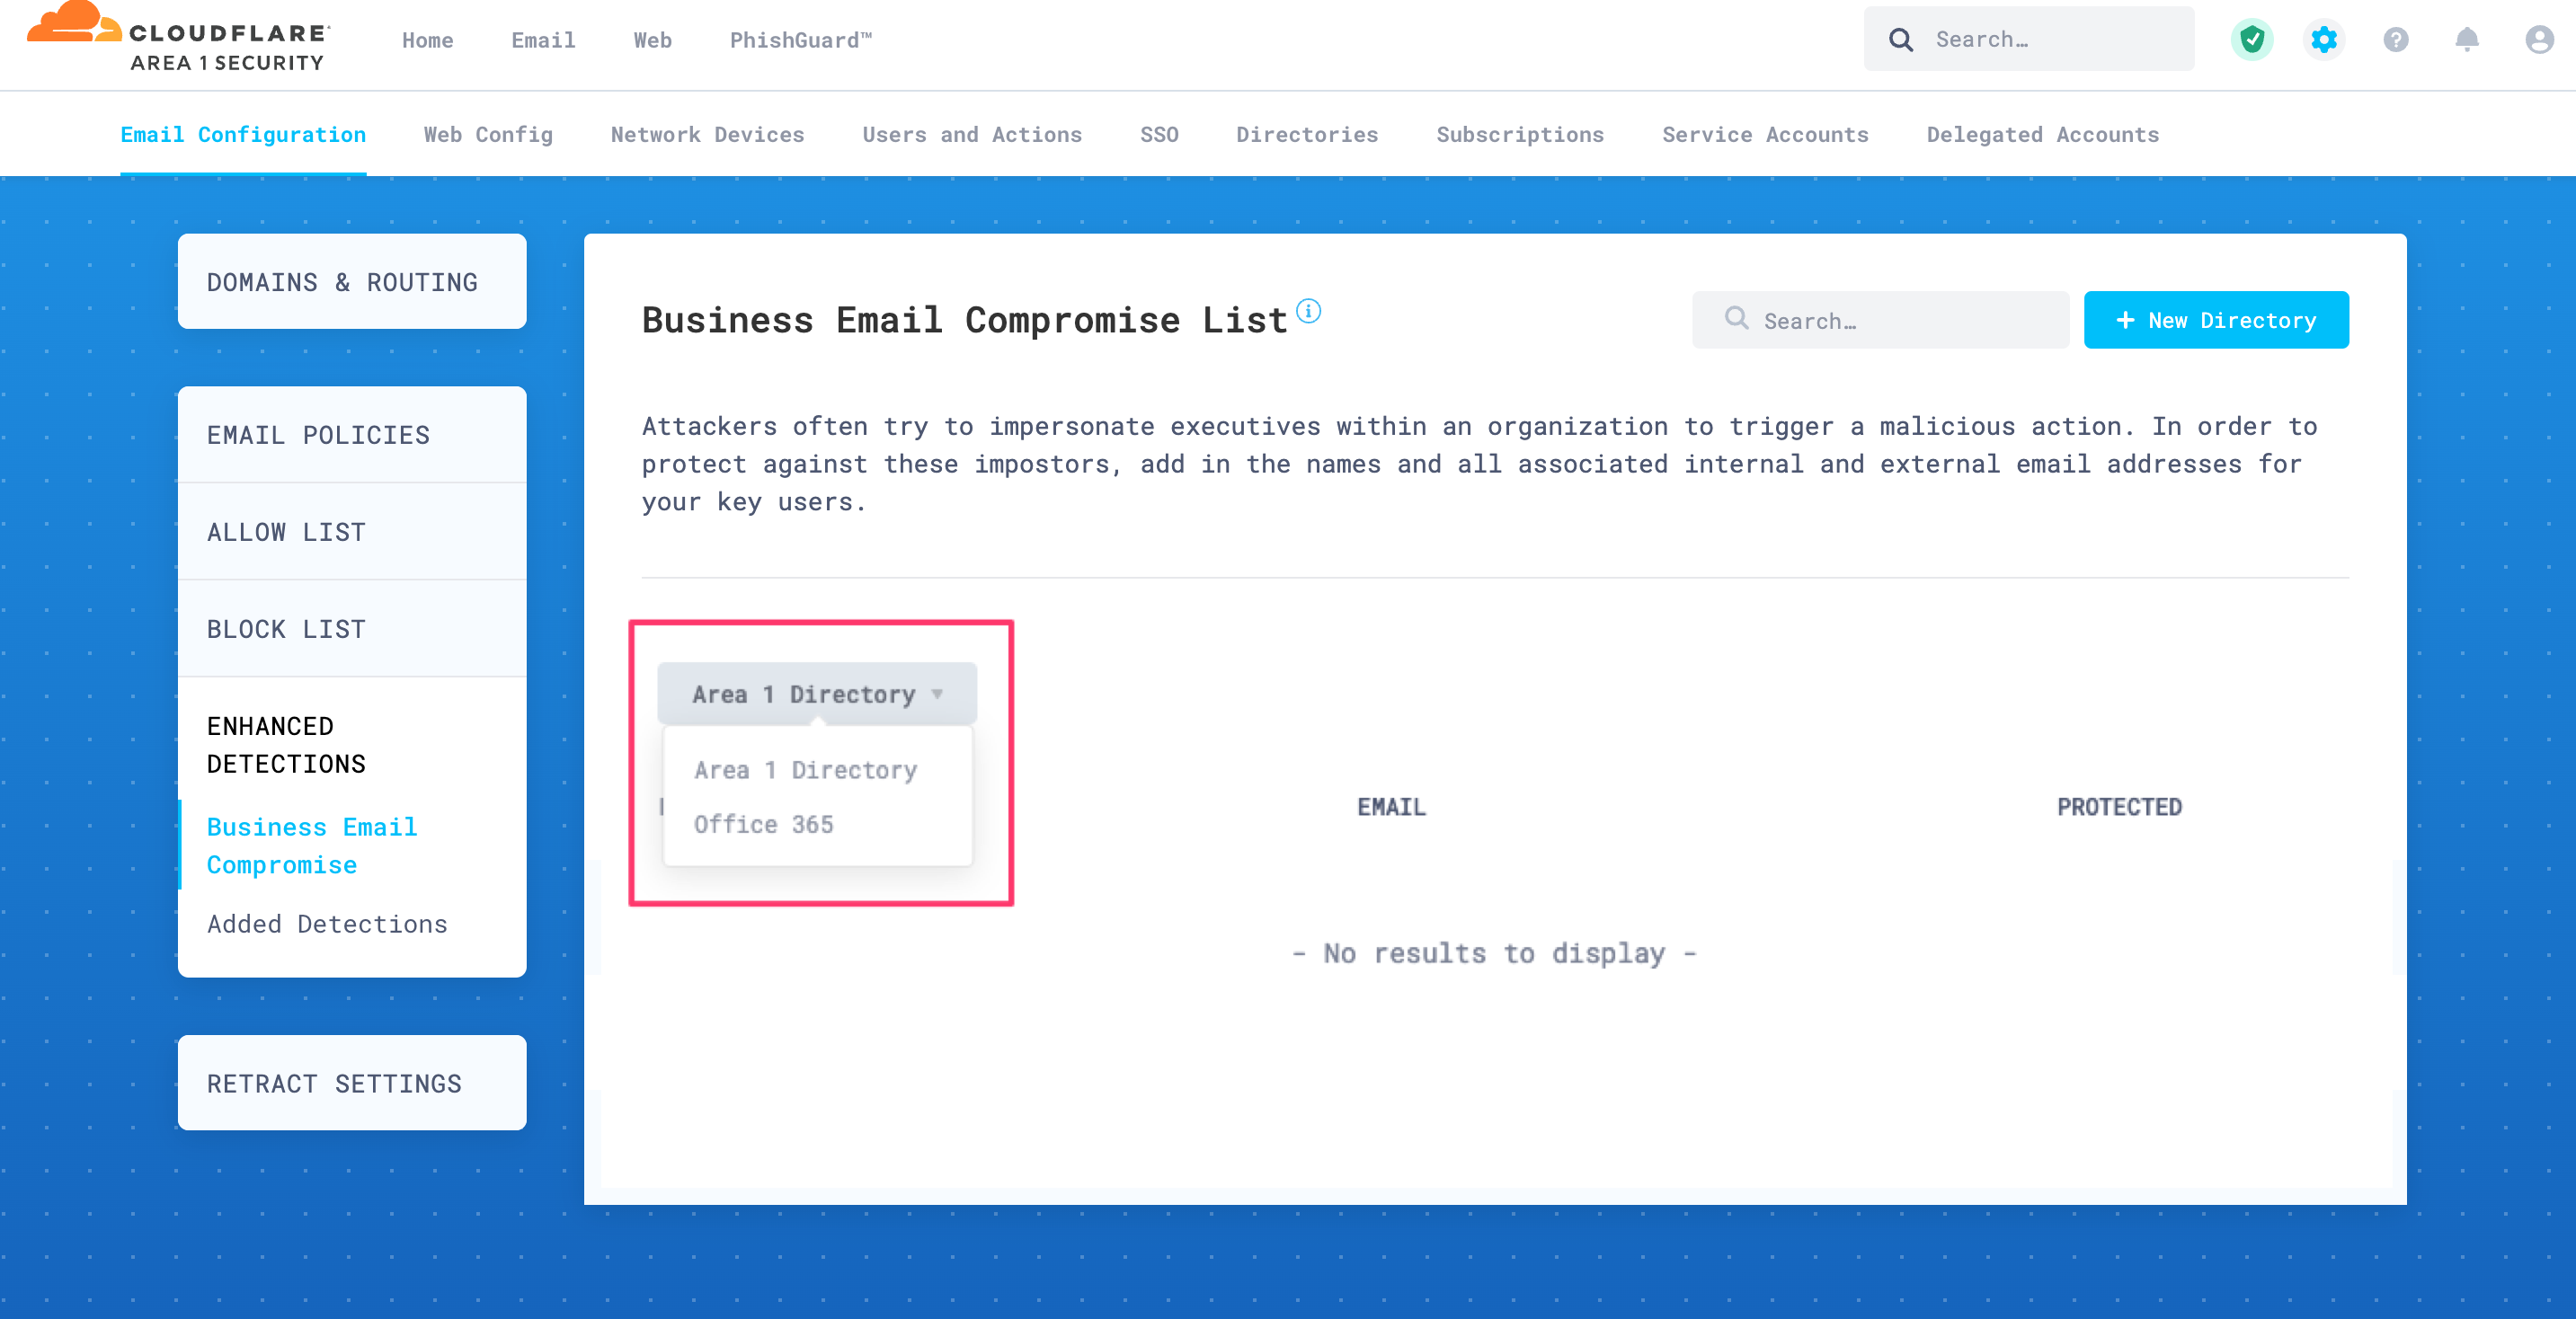 CLOUDFLARE
AREA 1 SECURITY
Home Email Web PhishGuard™
Search…
Email Configuration Web Config Network Devices Users and Actions SSO Directories Subscriptions Service Accounts Delegated Accounts
DOMAINS & ROUTING
EMAIL POLICIES
ALLOW LIST
BLOCK LIST
ENHANCED
DETECTIONS
Business Email
Compromise
Added Detections
RETRACT SETTINGS
Business Email Compromise List
Search…
+ New Directory
Attackers often try to impersonate executives within an organization to trigger a malicious action. In order to
protect against these impostors, add in the names and all associated internal and external email addresses for
your key users.
Area 1 Directory
Area 1 Directory
Office 365
EMAIL PROTECTED
- No results to display -